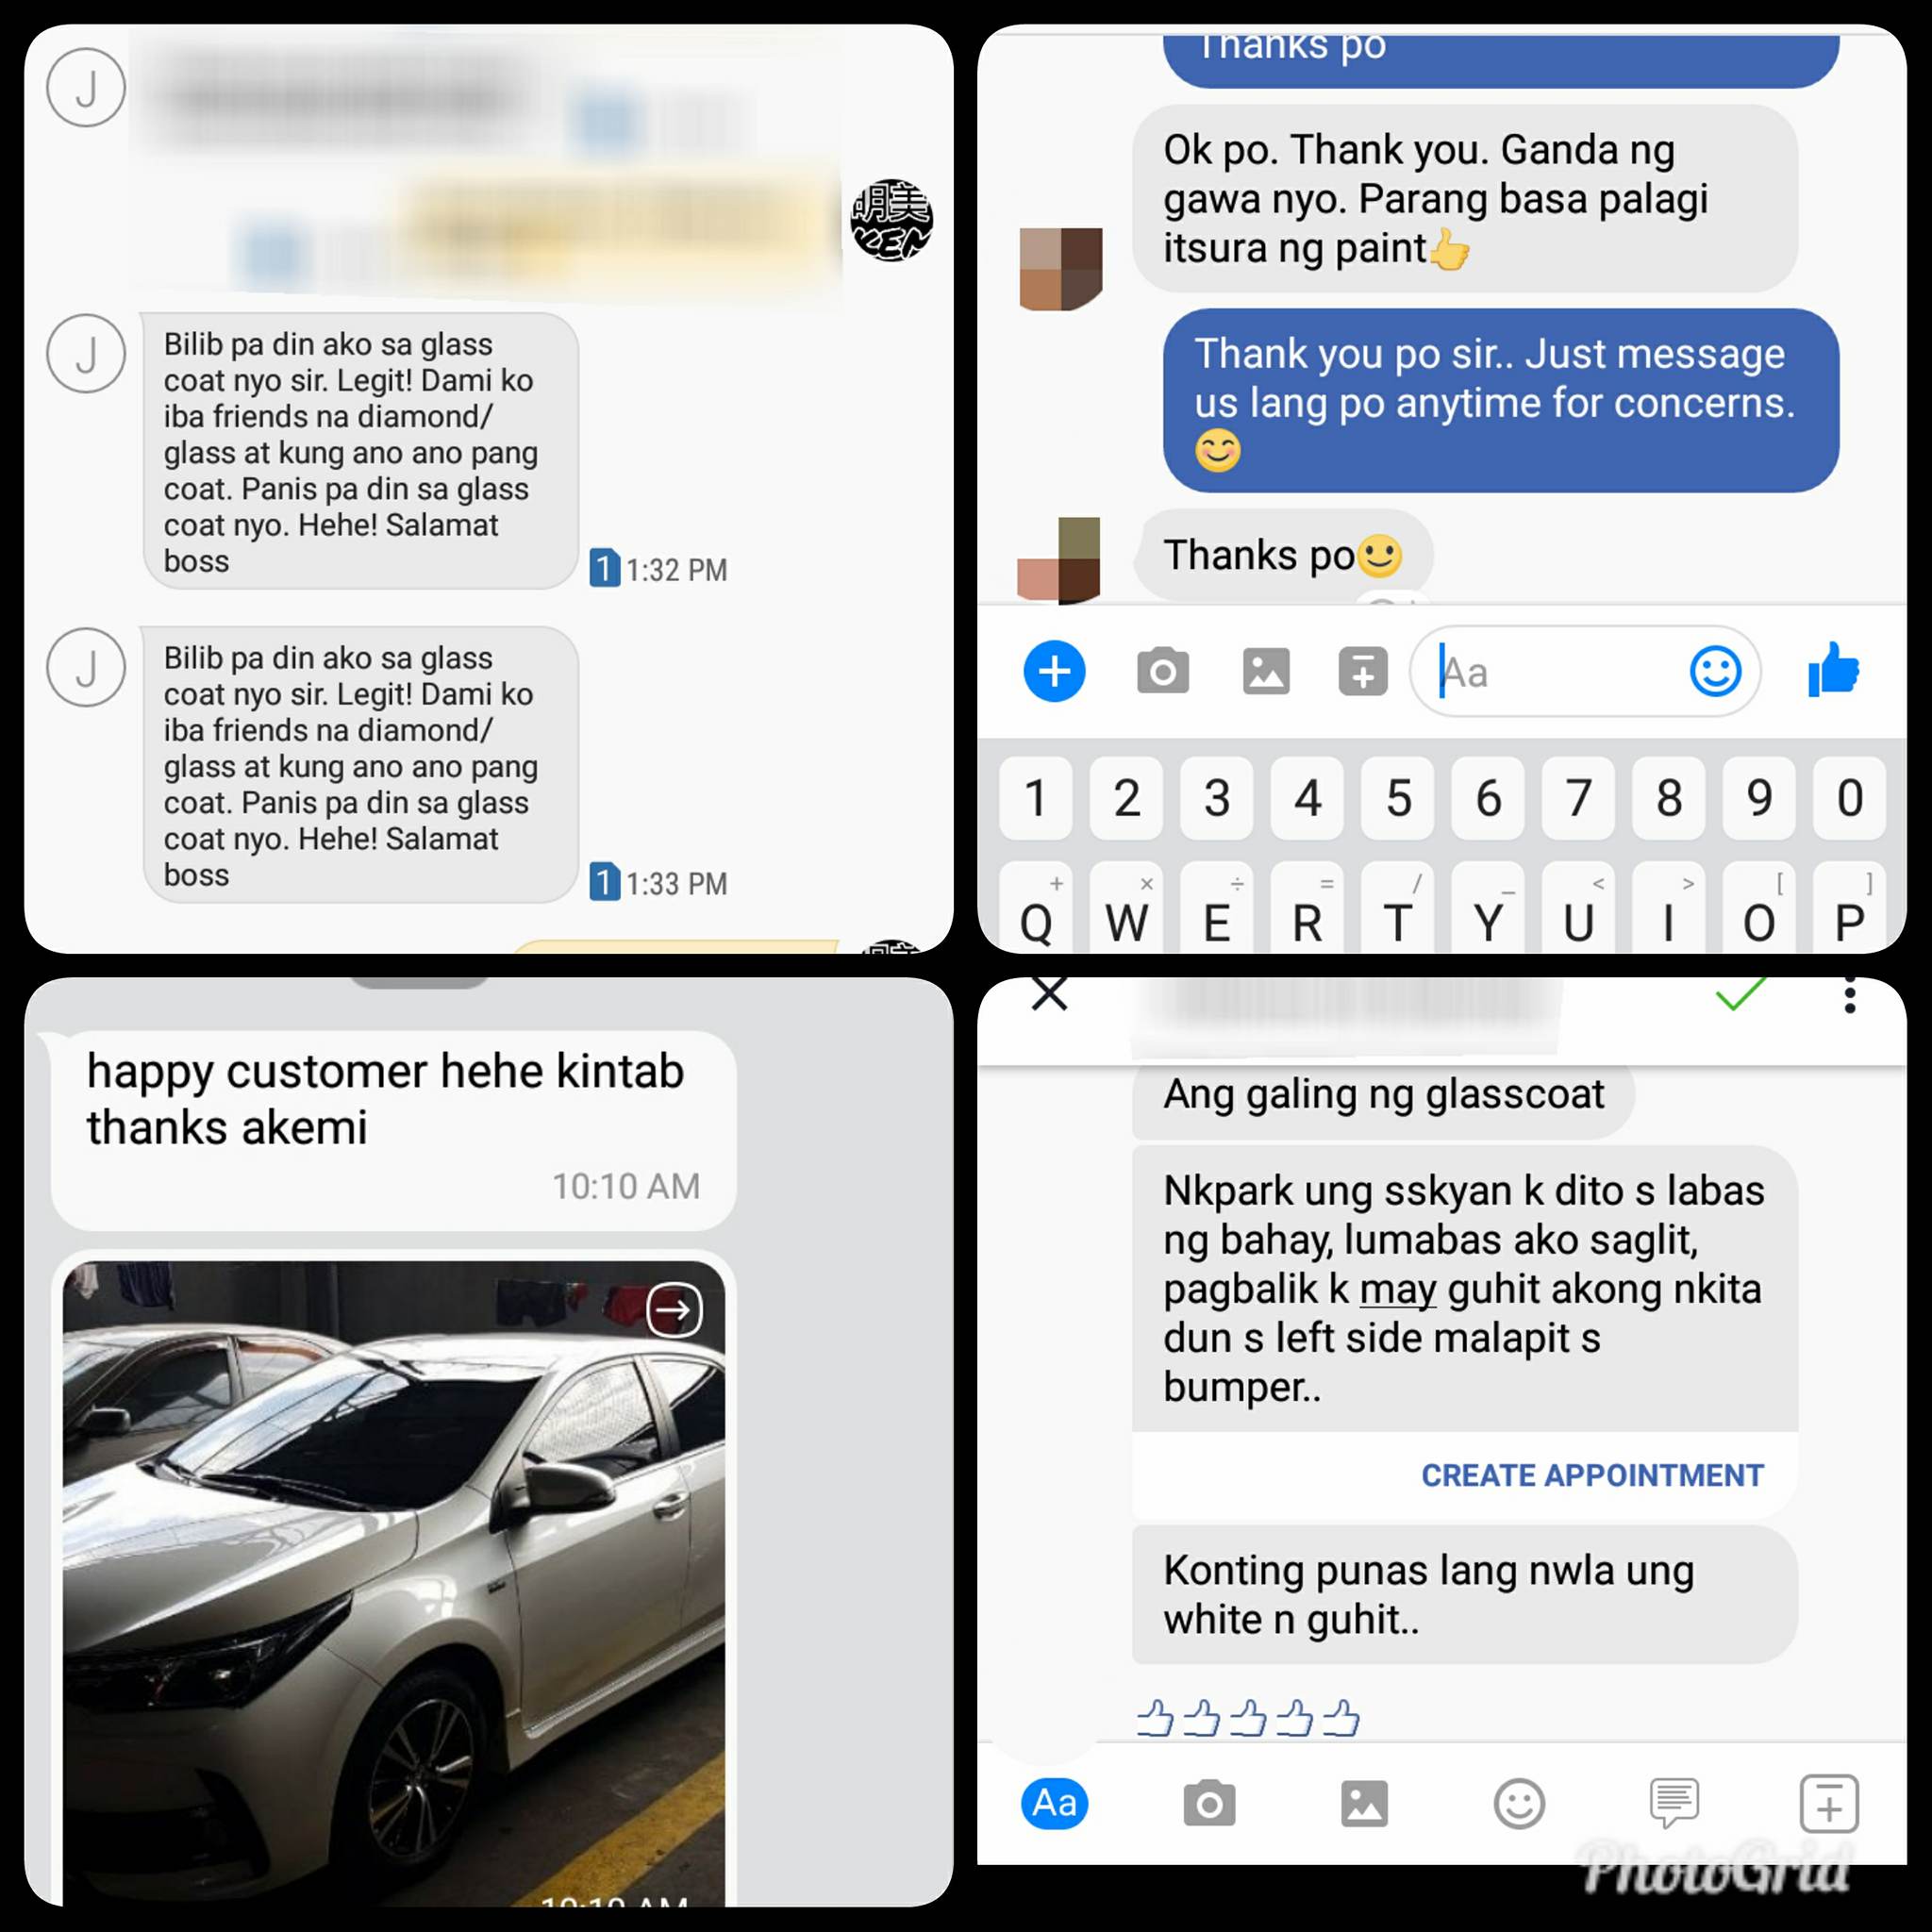 J
明美
KEN
J
Bilib pa din ako sa glass
coat nyo sir. Legit! Dami ko
iba friends na diamond/
glass at kung ano ano pang
coat. Panis pa din sa glass
coat nyo. Hehe! Salamat
boss
1 1:32 PM
J
Bilib pa din ako sa glass
coat nyo sir. Legit! Dami ko
iba friends na diamond/
glass at kung ano ano pang
coat. Panis pa din sa glass
coat nyo. Hehe! Salamat
boss
1 1:33 PM
Thanks po
Ok po. Thank you. Ganda ng
gawa nyo. Parang basa palagi
itsura ng paint👍
Thank you po sir.. Just message
us lang po anytime for concerns.
😊
Thanks po🙂
Aa
1 2 3 4 5 6 7 8 9 0
+ × ÷ = / _ < > [ ]
Q W E R T Y U I O P
happy customer hehe kintab
thanks akemi
10:10 AM
10:10 AM
Ang galing ng glasscoat
Nkpark ung sskyan k dito s labas
ng bahay, lumabas ako saglit,
pagbalik k may guhit akong nkita
dun s left side malapit s
bumper..
CREATE APPOINTMENT
Konting punas lang nwla ung
white n guhit..
👍👍👍👍👍
Aa
PhotoGrid